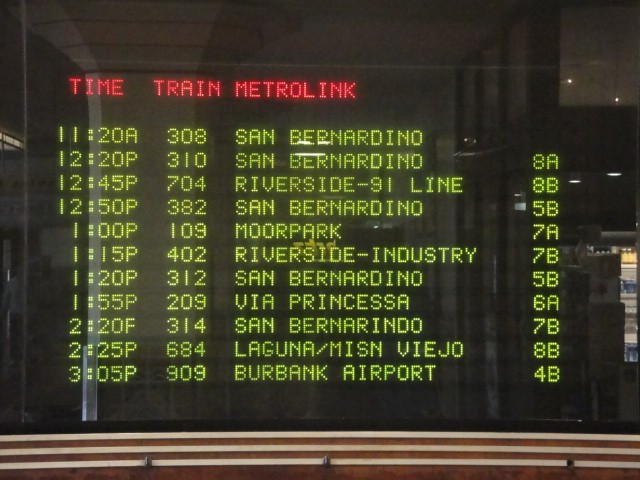 TIME TRAIN METROLINK
11:20A 308 SAN BERNARDINO
12:20P 310 SAN BERNARDINO 8A
12:45P 704 RIVERSIDE-91 LINE 8B
12:50P 382 SAN BERNARDINO 5B
1:00P 109 MOORPARK 7A
1:15P 402 RIVERSIDE-INDUSTRY 7B
1:20P 312 SAN BERNARDINO 5B
1:55P 209 VIA PRINCESSA 6A
2:20F 314 SAN BERNARINDO 7B
2:25P 684 LAGUNA/MISN VIEJO 8B
3:05P 909 BURBANK AIRPORT 4B